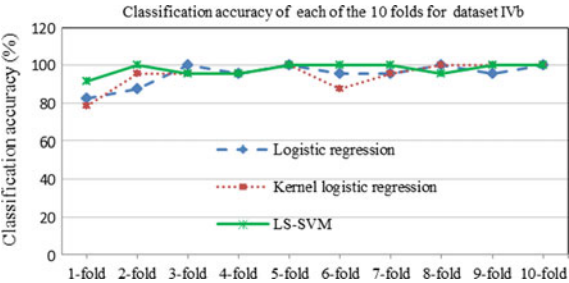 Classification accuracy of each of the 10 folds for dataset IVb
Classification accuracy (%)
120
100
80
60
40
20
0
Logistic regression
Kernel logistic regression
LS-SVM
1-fold 2-fold 3-fold 4-fold 5-fold 6-fold 7-fold 8-fold 9-fold 10-fold